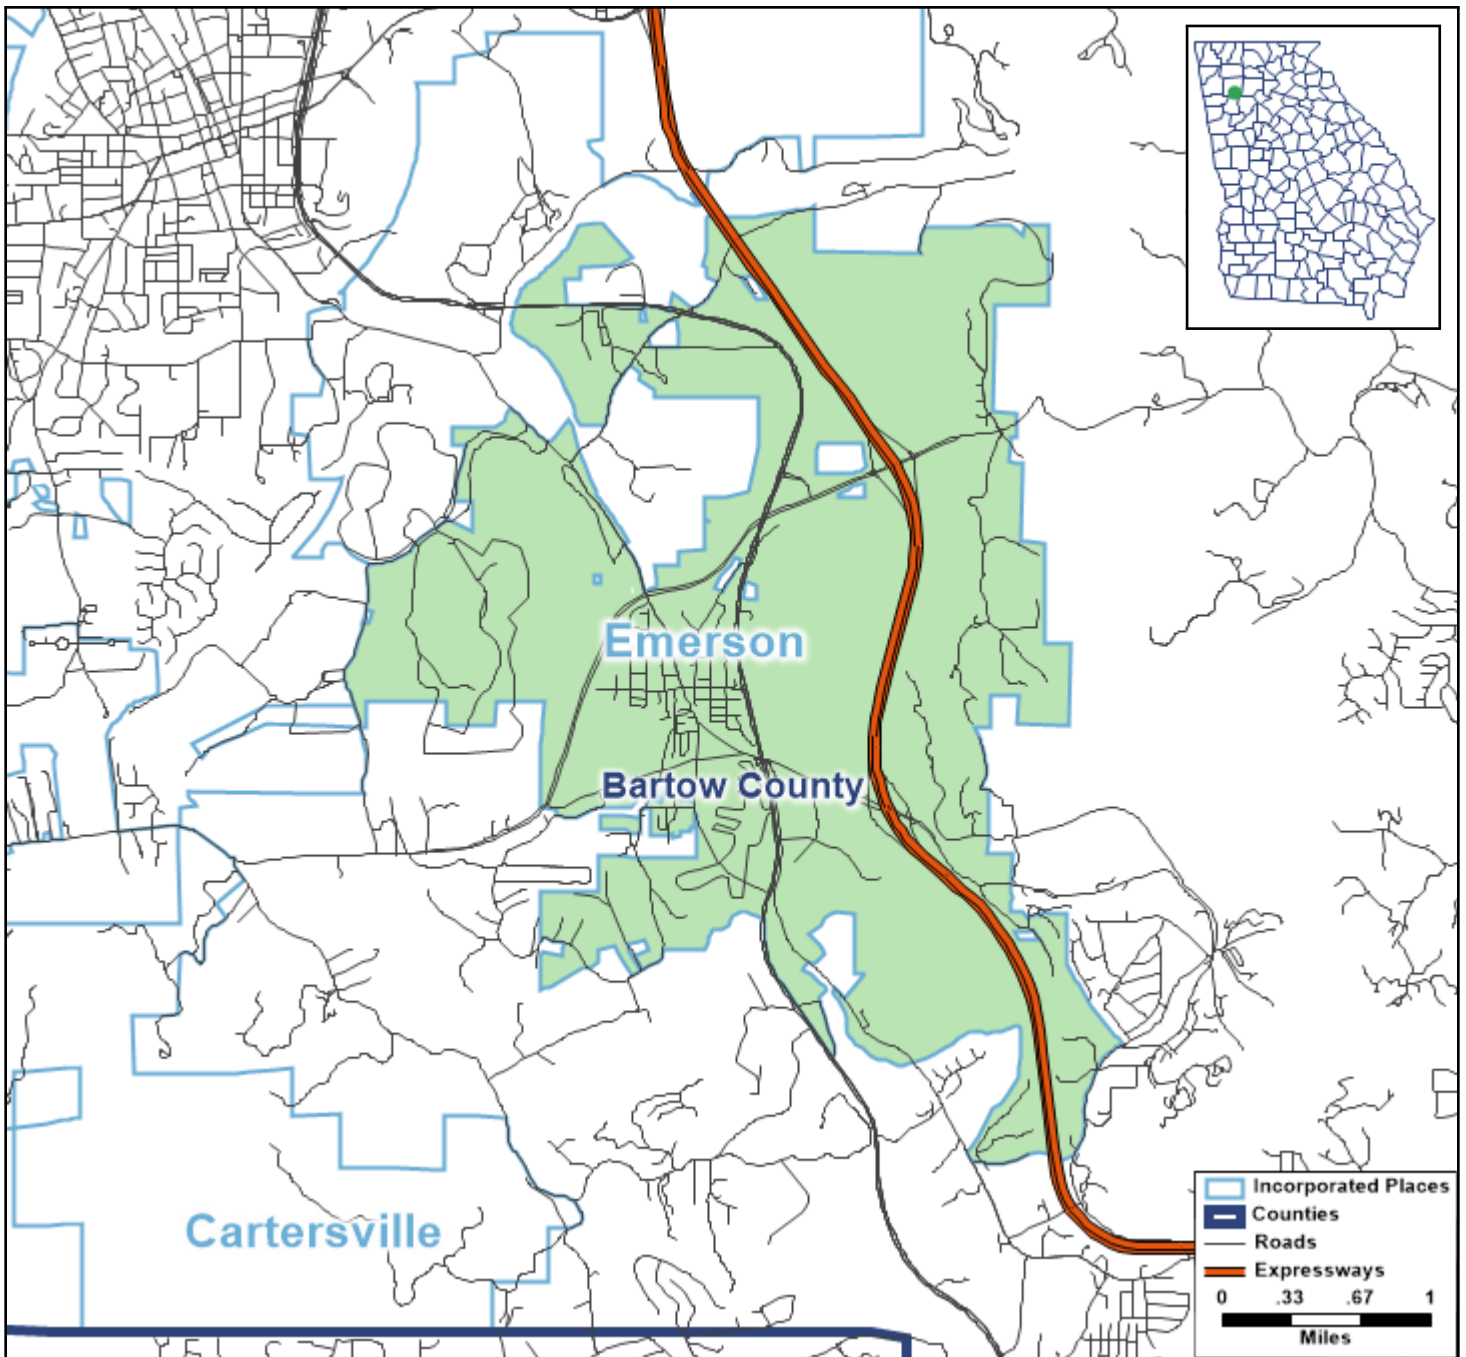 Emerson
Bartow County
Cartersville
Incorporated Places
Counties
Roads
Expressways
0 .33 .67 1
Miles